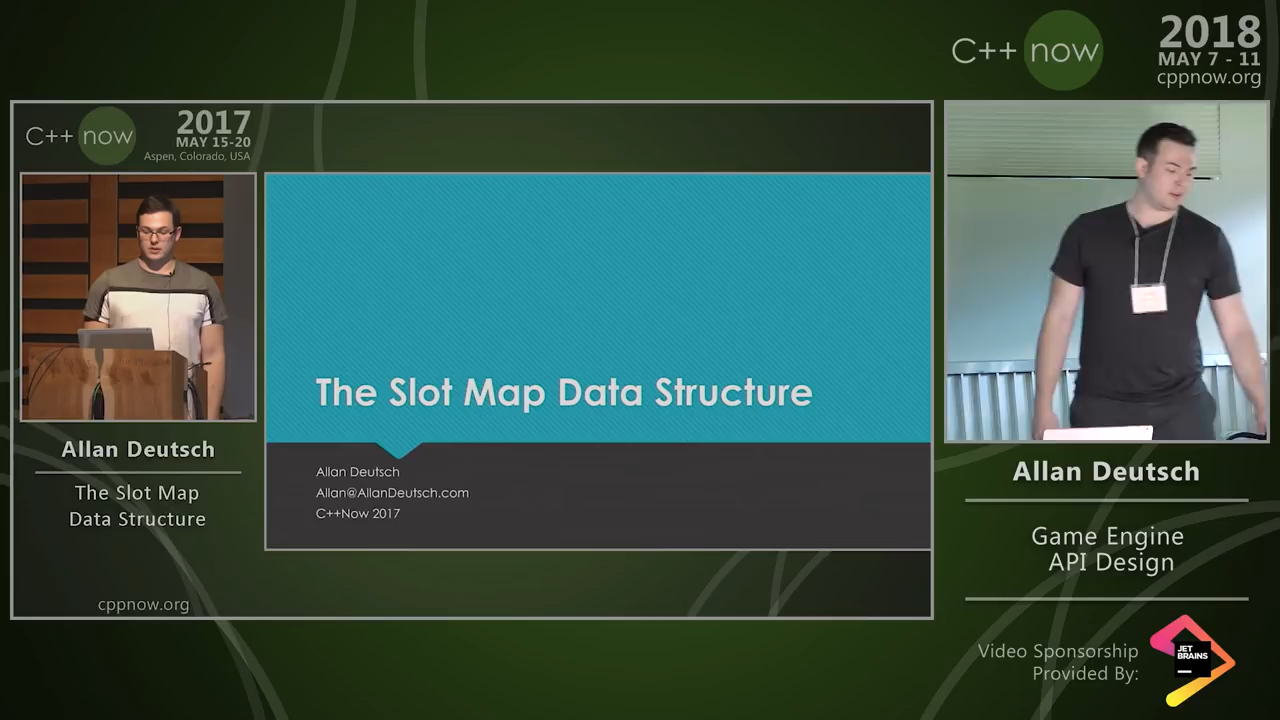 C++ now
2018
MAY 7 - 11
cppnow.org
C++ now
2017
MAY 15-20
Aspen, Colorado, USA
The Slot Map Data Structure
Allan Deutsch
Allan@AllanDeutsch.com
C++Now 2017
Allan Deutsch
The Slot Map
Data Structure
cppnow.org
Allan Deutsch
Game Engine
API Design
Video Sponsorship
Provided By:
JET
BRAINS